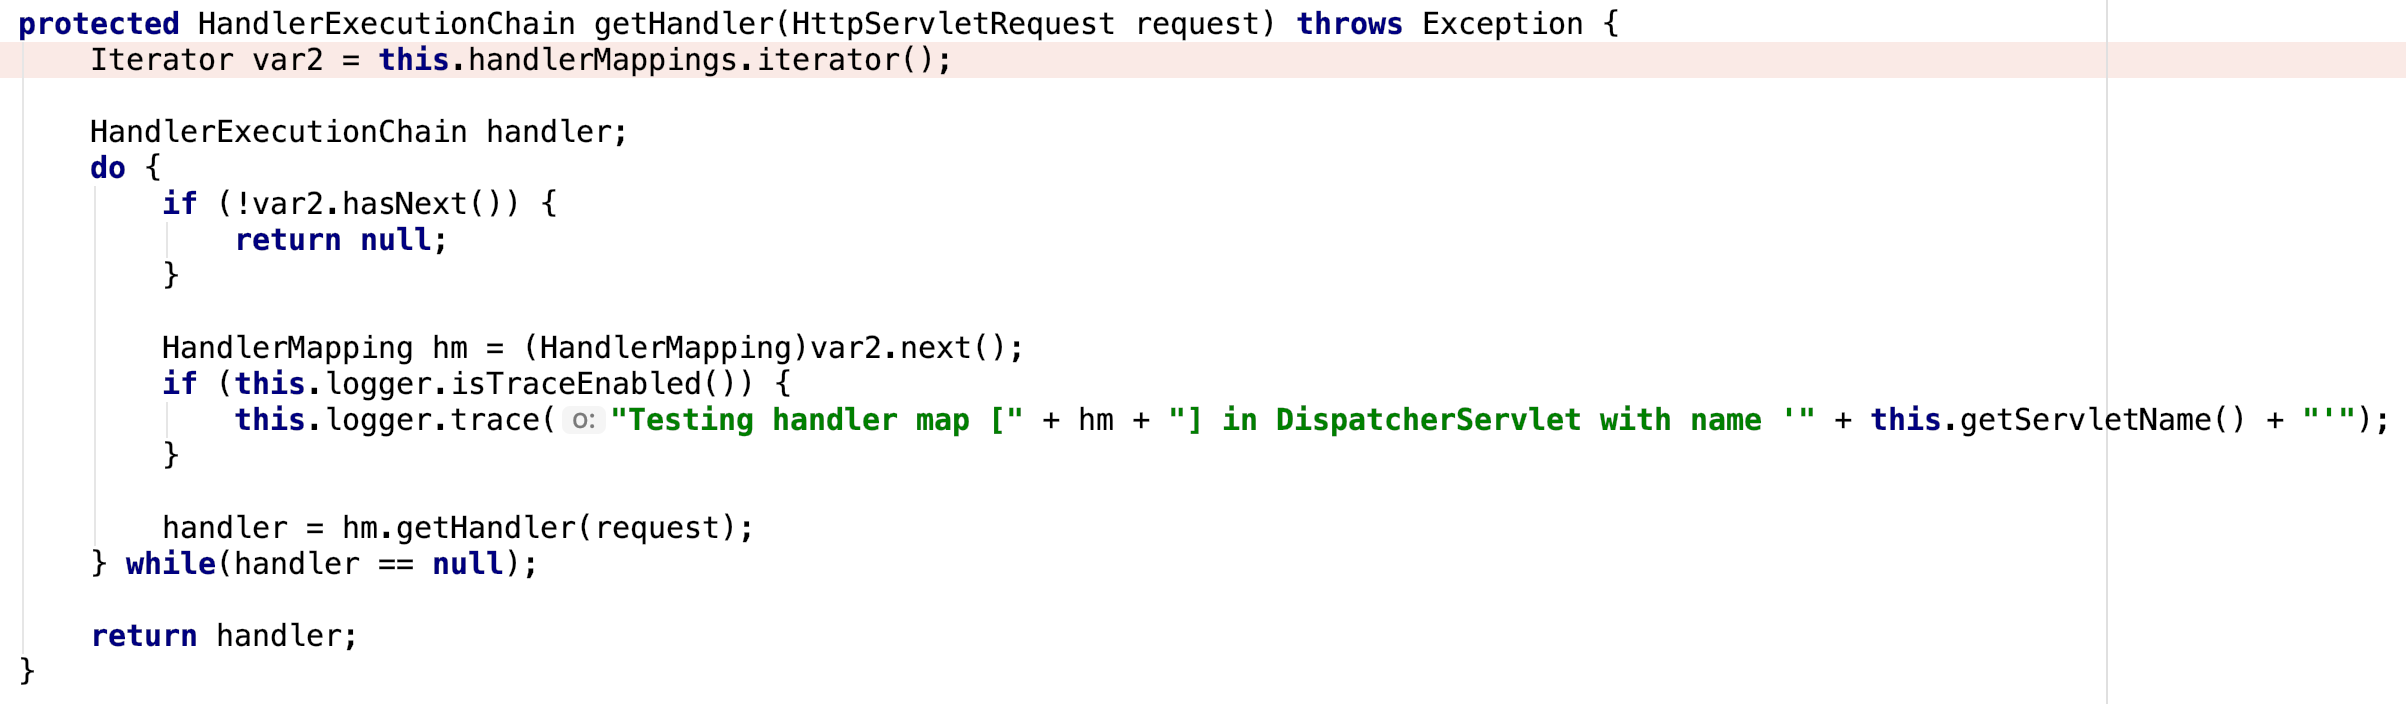 protected HandlerExecutionChain getHandler(HttpServletRequest request) throws Exception {
    Iterator var2 = this.handlerMappings.iterator();

    HandlerExecutionChain handler;
    do {
        if (!var2.hasNext()) {
            return null;
        }

        HandlerMapping hm = (HandlerMapping)var2.next();
        if (this.logger.isTraceEnabled()) {
            this.logger.trace( o: "Testing handler map [" + hm + "] in DispatcherServlet with name '" + this.getServletName() + "'");
        }

        handler = hm.getHandler(request);
    } while(handler == null);

    return handler;
}